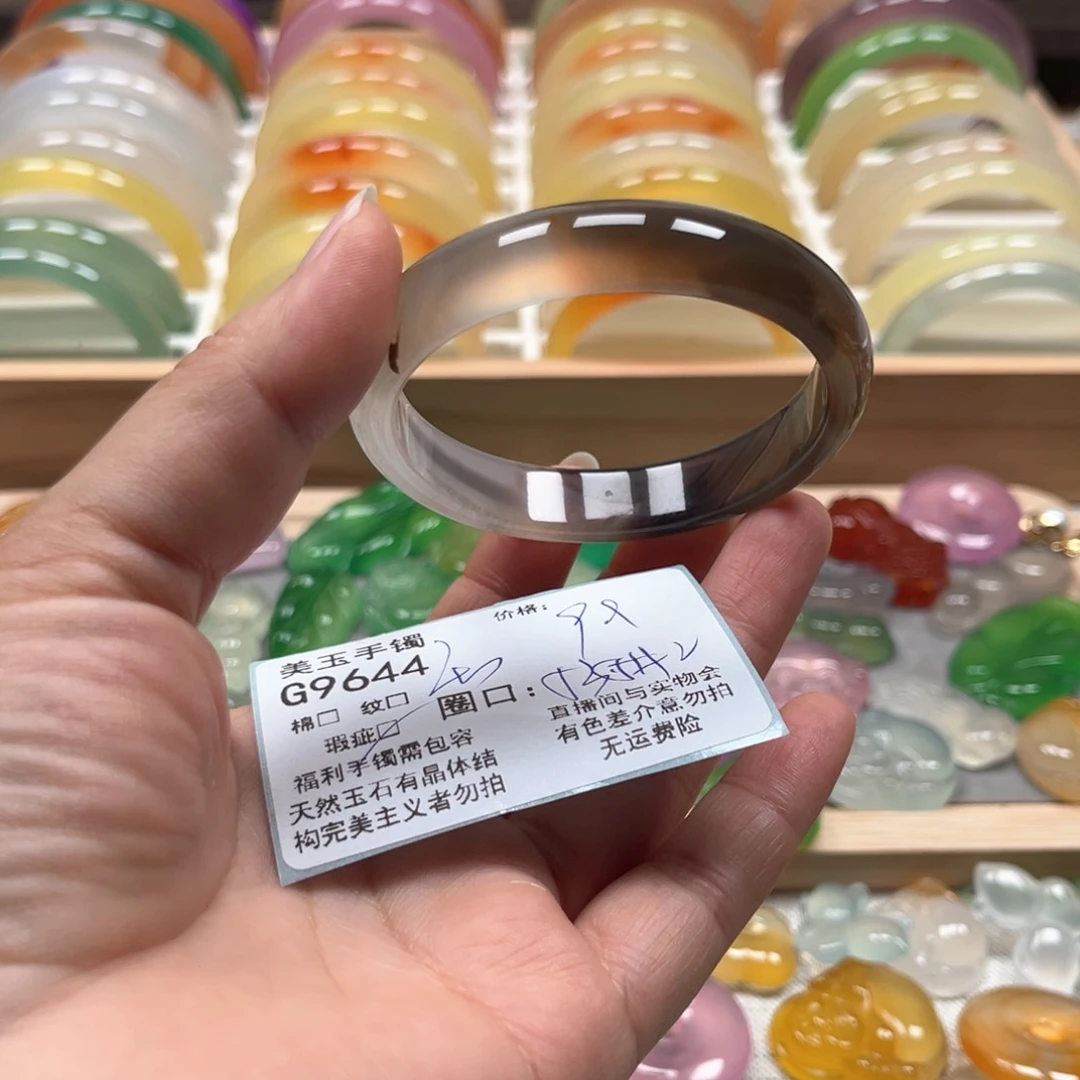 美玉手镯
价格:
G9644
棉□ 纹□
圈口:
瑕疵□
福利手镯需包容
天然玉石有晶体结
构完美主义者勿拍
直播间与实物会
有色差介意勿拍
无运费险